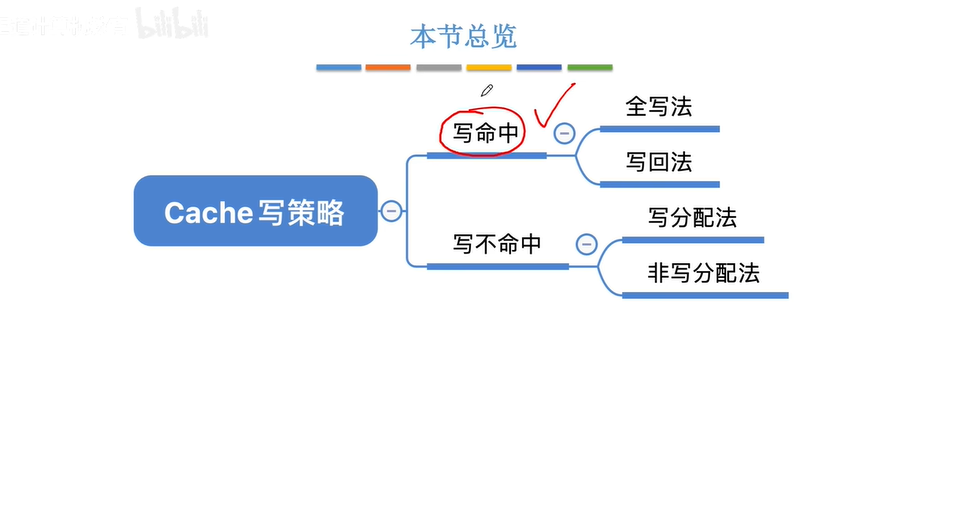 bilibili
本节总览
写命中
全写法
写回法
Cache写策略
写不命中
写分配法
非写分配法